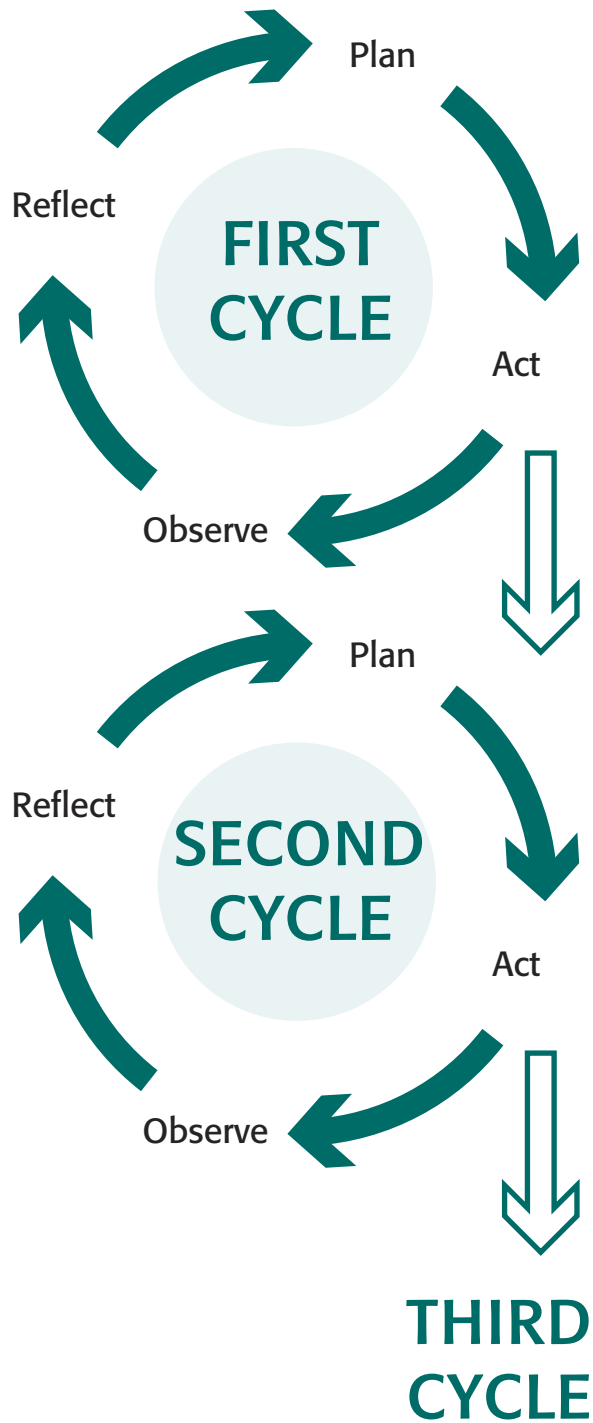 Plan
Reflect
FIRST
CYCLE
Act
Observe
Plan
Reflect
SECOND
CYCLE
Act
Observe
THIRD
CYCLE